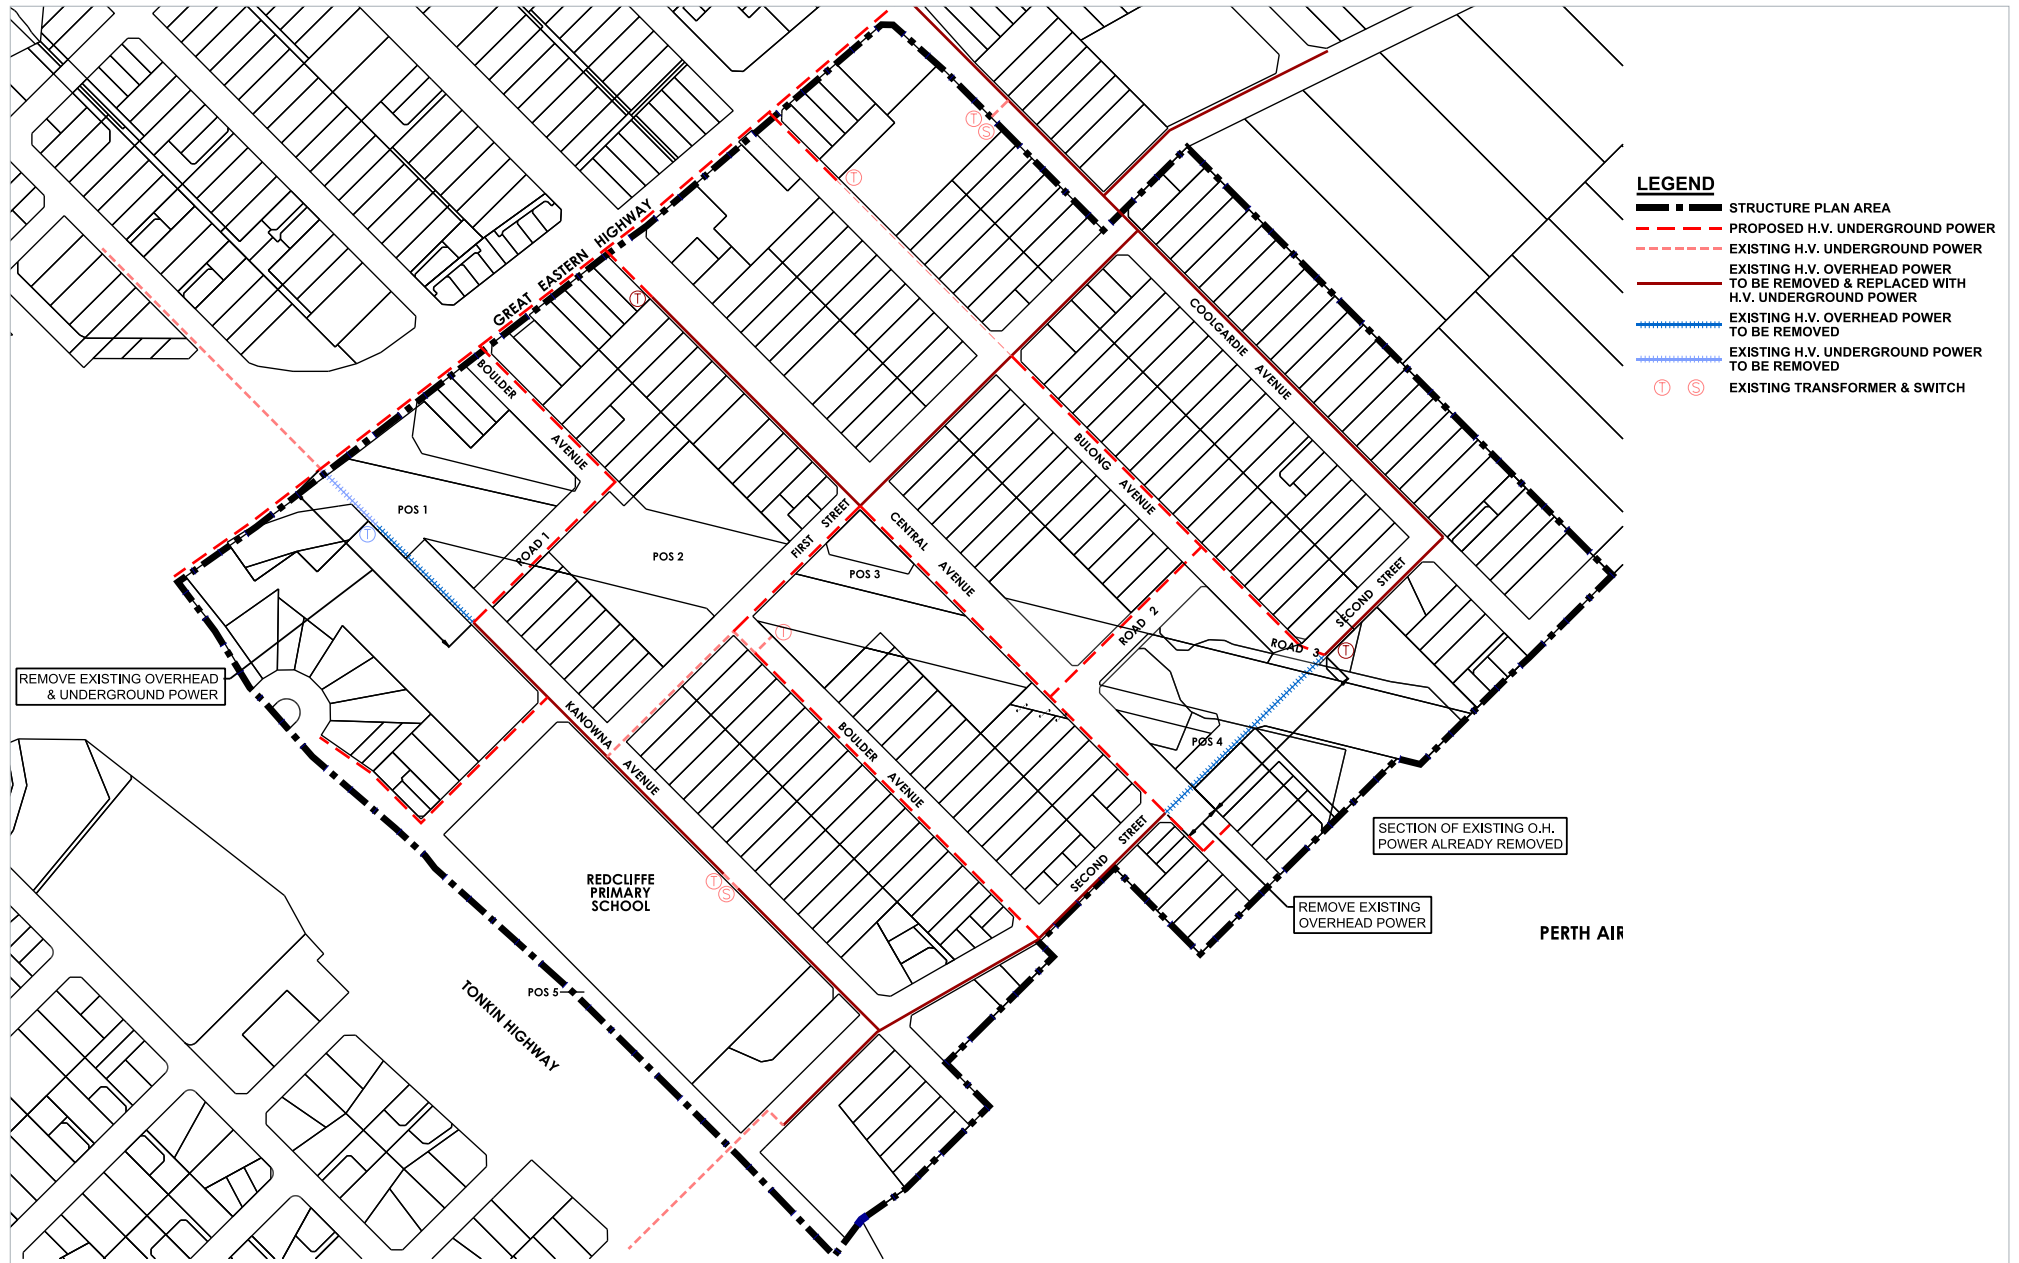 GREAT EASTERN HIGHWAY
LEGEND
STRUCTURE PLAN AREA
PROPOSED H.V. UNDERGROUND POWER
EXISTING H.V. UNDERGROUND POWER
EXISTING H.V. OVERHEAD POWER
TO BE REMOVED & REPLACED WITH
H.V. UNDERGROUND POWER
EXISTING H.V. OVERHEAD POWER
TO BE REMOVED
EXISTING H.V. UNDERGROUND POWER
TO BE REMOVED
T S EXISTING TRANSFORMER & SWITCH
T
S
T
T
COOLGARDIE AVENUE
BOULDER AVENUE
BULONG AVENUE
POS 1
T
ROAD 1
POS 2
FIRST STREET
POS 3
CENTRAL AVENUE
ROAD 2
SECOND STREET
ROAD 3
T
T
REMOVE EXISTING OVERHEAD
& UNDERGROUND POWER
KANOWNA AVENUE
BOULDER AVENUE
POS 4
SECOND STREET
SECTION OF EXISTING O.H.
POWER ALREADY REMOVED
REDCLIFFE
PRIMARY
SCHOOL
T
S
REMOVE EXISTING
OVERHEAD POWER
PERTH AIR
POS 5
TONKIN HIGHWAY